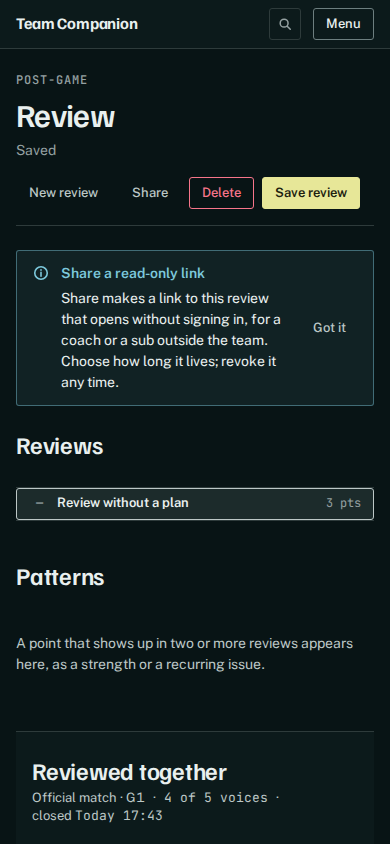 Team Companion
Menu
POST-GAME
Review
Saved
New review
Share
Delete
Save review
Share a read-only link
Share makes a link to this review
that opens without signing in, for a
coach or a sub outside the team.
Choose how long it lives; revoke it
any time.
Got it
Reviews
– Review without a plan 3 pts
Patterns
A point that shows up in two or more reviews appears
here, as a strength or a recurring issue.
Reviewed together
Official match · G1 · 4 of 5 voices ·
closed Today 17:43